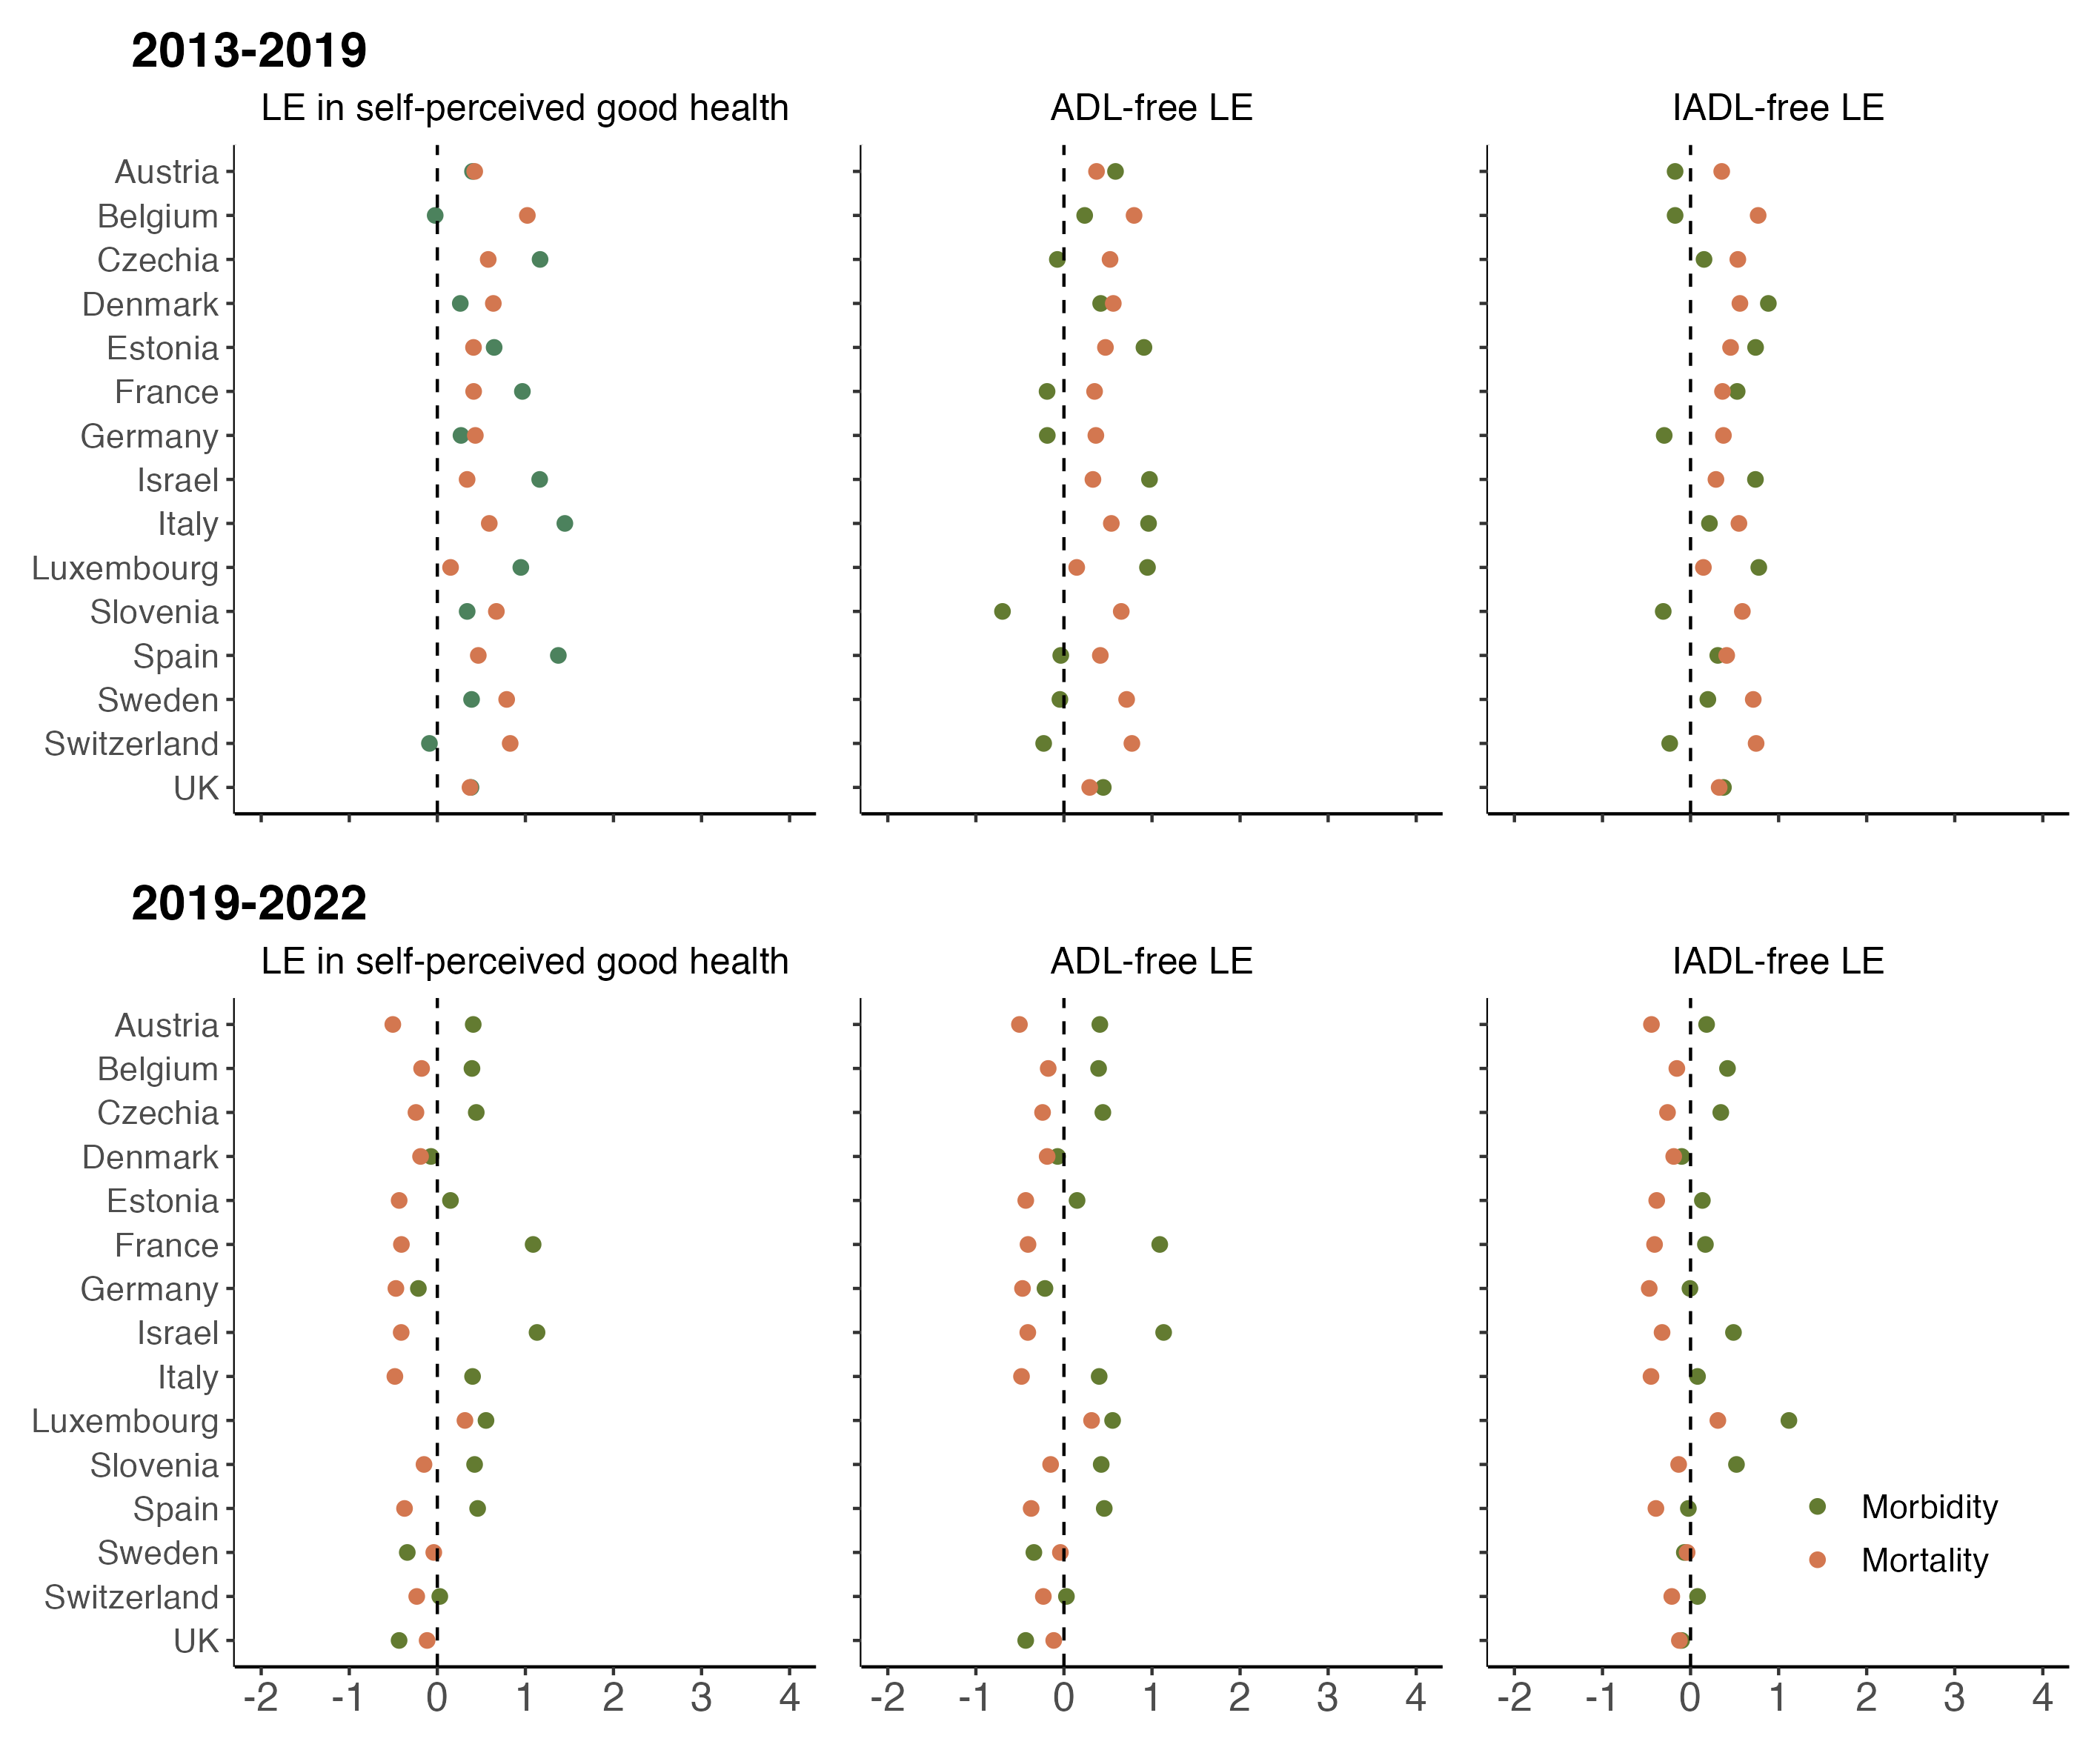 2013-2019
LE in self-perceived good health ADL-free LE IADL-free LE
Austria
Belgium
Czechia
Denmark
Estonia
France
Germany
Israel
Italy
Luxembourg
Slovenia
Spain
Sweden
Switzerland
UK
2019-2022
LE in self-perceived good health ADL-free LE IADL-free LE
Austria
Belgium
Czechia
Denmark
Estonia
France
Germany
Israel
Italy
Luxembourg
Slovenia
Spain
Sweden
Switzerland
UK
Morbidity
Mortality
-2 -1 0 1 2 3 4 -2 -1 0 1 2 3 4 -2 -1 0 1 2 3 4